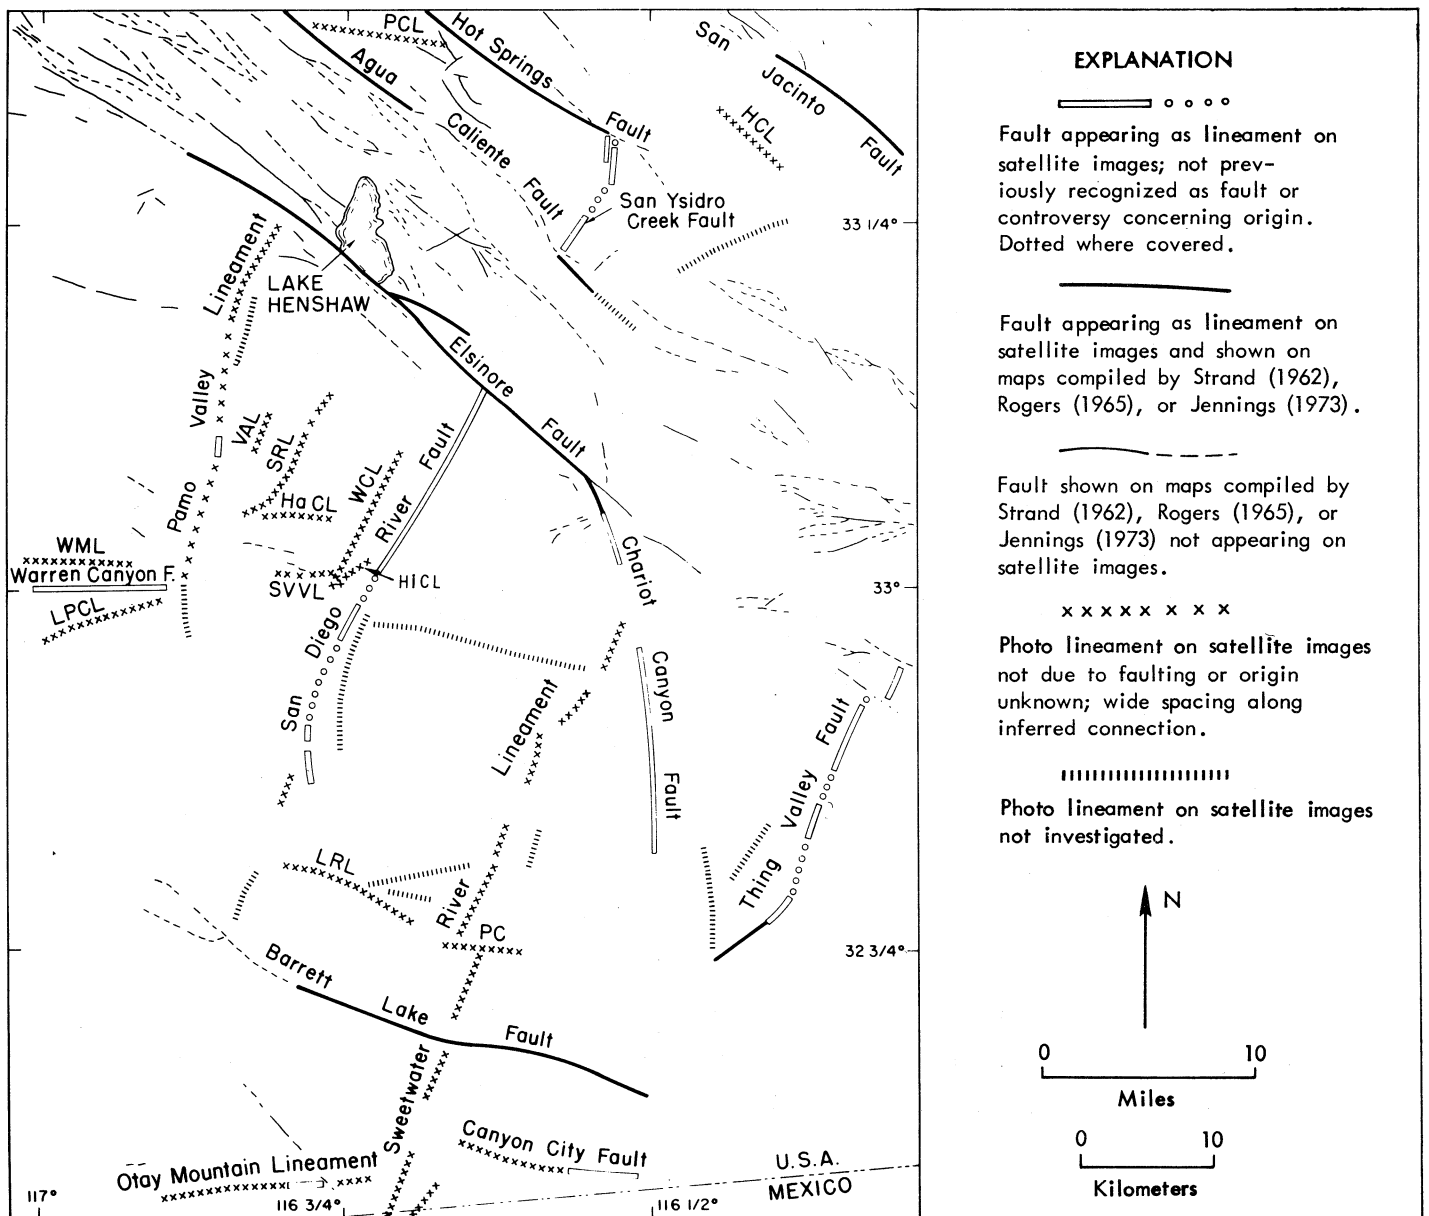 PCL
Hot Springs
Fault
Agua
Caliente
Fault
San
Jacinto
Fault
HCL
San Ysidro
Creek Fault
33 1/4°
LAKE
HENSHAW
Elsinore
Fault
Pamo
Valley
Lineament
VAL
SRL
HaCL
WCL
San
Diego
River
Fault
WML
Warren Canyon F.
LPCL
SVVL
HiCL
33°
Chariot
Canyon
Fault
Thing
Valley
Fault
LRL
PC
32 3/4°
Sweetwater
River
Lineament
Barrett
Lake
Fault
Canyon City Fault
Otay Mountain Lineament
U.S.A.
MEXICO
117°
116 3/4°
116 1/2°
EXPLANATION
Fault appearing as lineament on
satellite images; not prev-
iously recognized as fault or
controversy concerning origin.
Dotted where covered.
Fault appearing as lineament on
satellite images and shown on
maps compiled by Strand (1962),
Rogers (1965), or Jennings (1973).
Fault shown on maps compiled by
Strand (1962), Rogers (1965), or
Jennings (1973) not appearing on
satellite images.
Photo lineament on satellite images
not due to faulting or origin
unknown; wide spacing along
inferred connection.
Photo lineament on satellite images
not investigated.
N
0 10
Miles
0 10
Kilometers